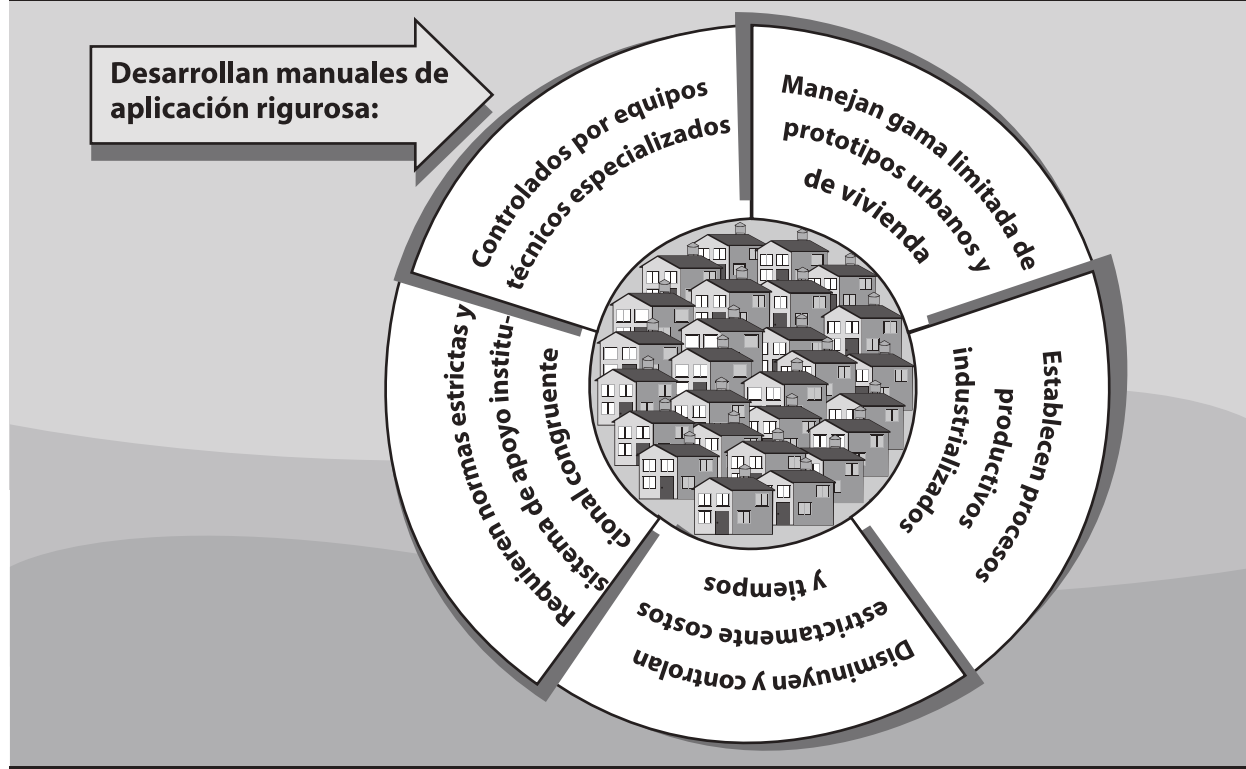 Desarrollan manuales de
aplicación rigurosa:
Controlados por equipos
técnicos especializados
Manejan gama limitada de
prototipos urbanos y
de vivienda
Establecen procesos
productivos
industrializados
Disminuyen y controlan
estrictamente costos
y tiempos
Requieren normas estrictas y
sistema de apoyo institu-
cional congruente